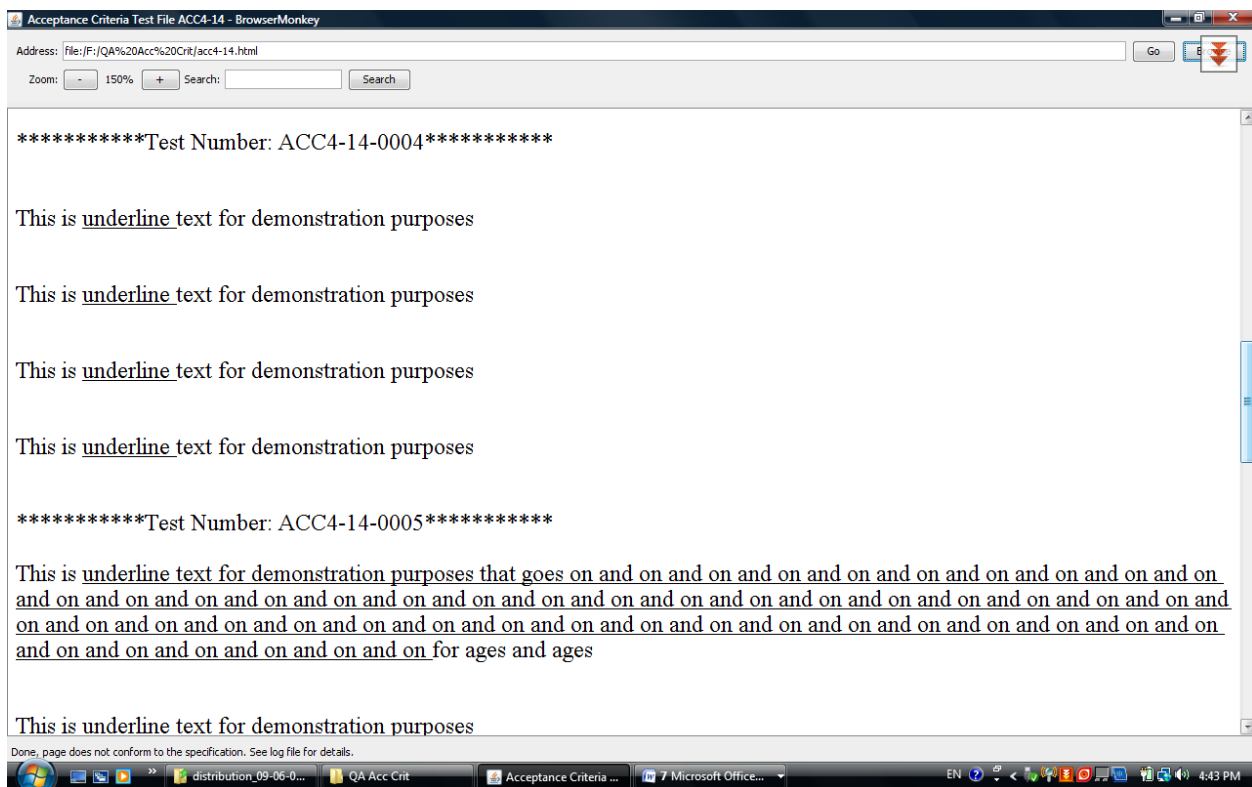 Acceptance Criteria Test File ACC4-14 - BrowserMonkey
Address: file:/F:/QA%20Acc%20Crit/acc4-14.html Go
Zoom: - 150% + Search: Search
***********Test Number: ACC4-14-0004***********
This is underline text for demonstration purposes
This is underline text for demonstration purposes
This is underline text for demonstration purposes
This is underline text for demonstration purposes
***********Test Number: ACC4-14-0005***********
This is underline text for demonstration purposes that goes on and on and on and on and on and on and on and on and on and on
and on and on and on and on and on and on and on and on and on and on and on and on and on and on and on and on and on and
on and on and on and on and on and on and on and on and on and on and on and on and on and on and on and on and on
and on and on and on and on and on and on for ages and ages
This is underline text for demonstration purposes
Done, page does not conform to the specification. See log file for details.
distribution_09-06-0... QA Acc Crit Acceptance Criteria ... 7 Microsoft Office... EN 4:43 PM